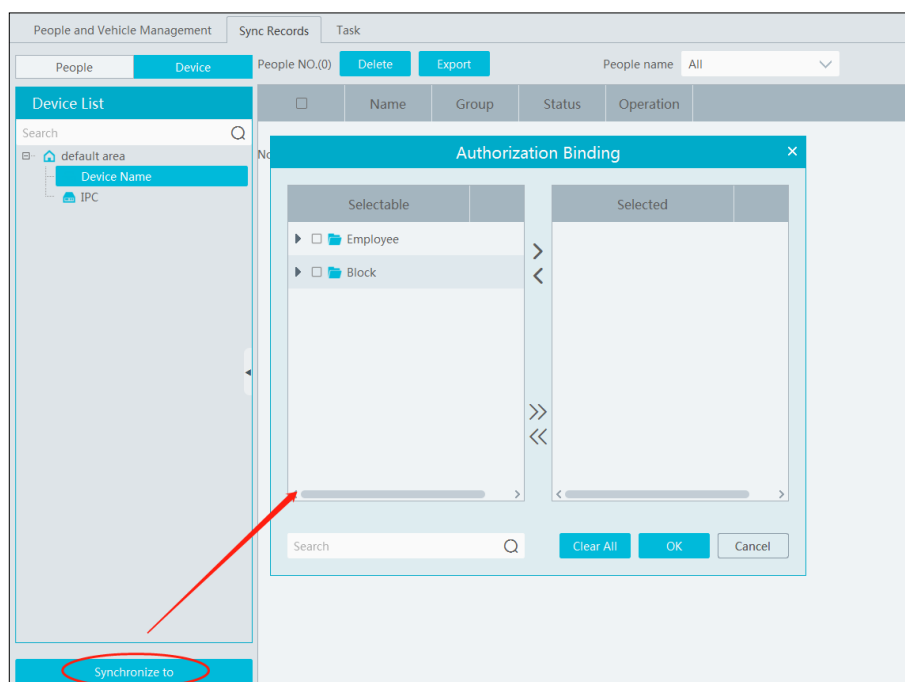 People and Vehicle Management Sync Records Task
People Device People NO.(0) Delete Export People name All
Device List Name Group Status Operation
Search
default area
Device Name
IPC
No
Authorization Binding ×
Selectable Selected
Employee
Block
Search Clear All OK Cancel
Synchronize to